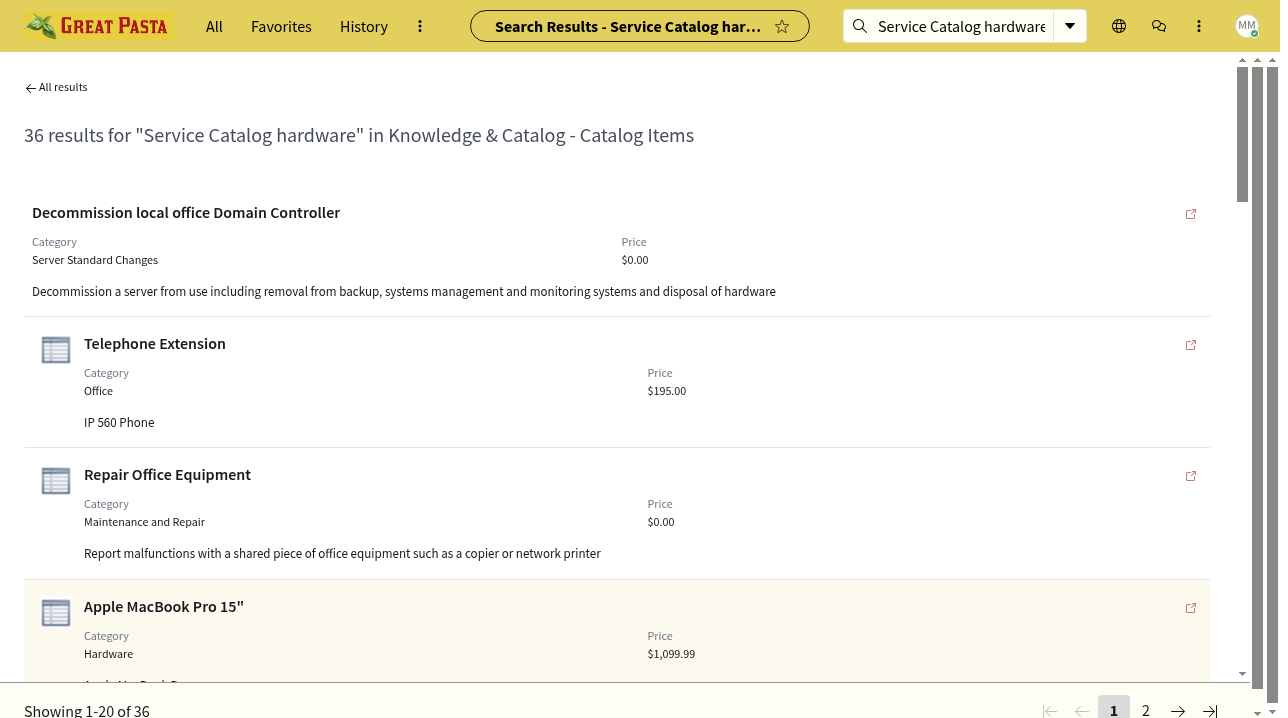 GREAT PASTA
All
Favorites
History
Search Results - Service Catalog har...
Service Catalog hardware
MM
All results
36 results for "Service Catalog hardware" in Knowledge & Catalog - Catalog Items
Decommission local office Domain Controller
Category
Price
Server Standard Changes
$0.00
Decommission a server from use including removal from backup, systems management and monitoring systems and disposal of hardware
Telephone Extension
Category
Price
Office
$195.00
IP 560 Phone
Repair Office Equipment
Category
Price
Maintenance and Repair
$0.00
Report malfunctions with a shared piece of office equipment such as a copier or network printer
Apple MacBook Pro 15"
Category
Price
Hardware
$1,099.99
Showing 1-20 of 36
1
2